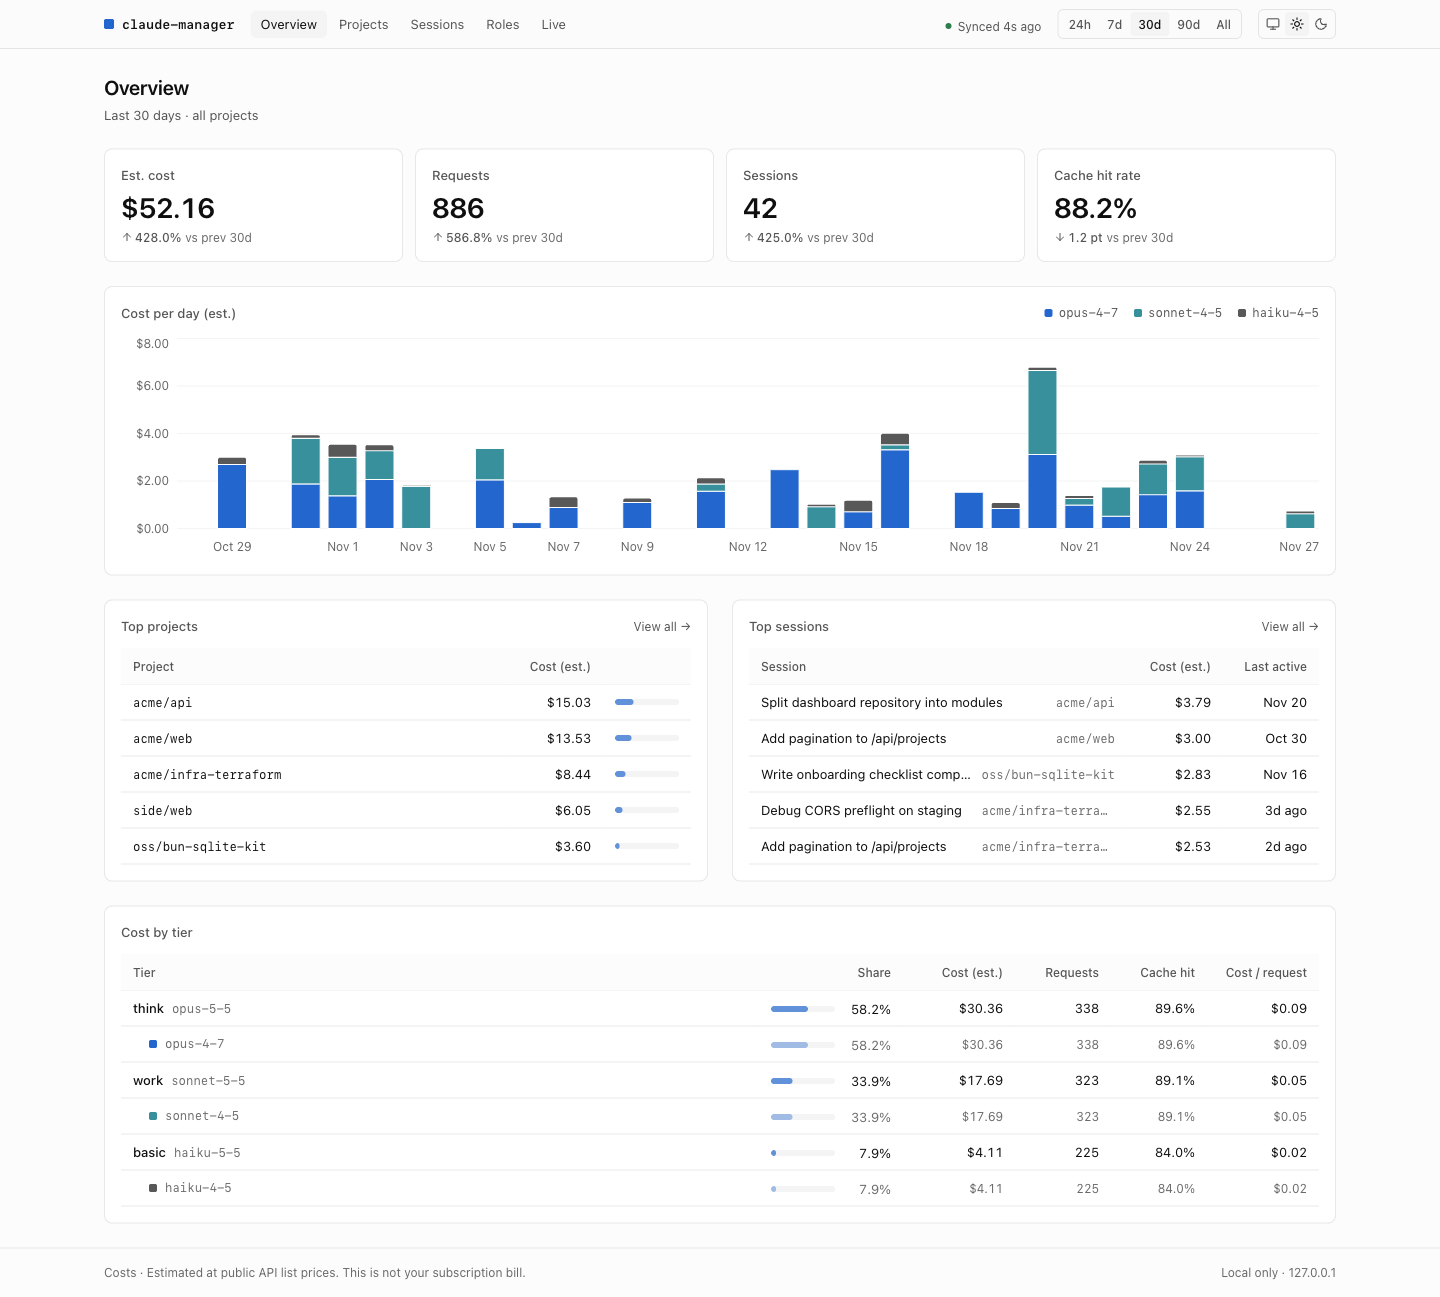 claude-manager Overview Projects Sessions Roles Live Synced 4s ago 24h 7d 30d 90d All
Overview
Last 30 days · all projects
Est. cost
$52.16
↑ 428.0% vs prev 30d
Requests
886
↑ 586.8% vs prev 30d
Sessions
42
↑ 425.0% vs prev 30d
Cache hit rate
88.2%
↓ 1.2 pt vs prev 30d
Cost per day (est.) opus-4-7 sonnet-4-5 haiku-4-5
$8.00
$6.00
$4.00
$2.00
$0.00
Oct 29 Nov 1 Nov 3 Nov 5 Nov 7 Nov 9 Nov 12 Nov 15 Nov 18 Nov 21 Nov 24 Nov 27
Top projects View all →
Project Cost (est.)
acme/api $15.03
acme/web $13.53
acme/infra-terraform $8.44
side/web $6.05
oss/bun-sqlite-kit $3.60
Top sessions View all →
Session Cost (est.) Last active
Split dashboard repository into modules acme/api $3.79 Nov 20
Add pagination to /api/projects acme/web $3.00 Oct 30
Write onboarding checklist comp... oss/bun-sqlite-kit $2.83 Nov 16
Debug CORS preflight on staging acme/infra-terra… $2.55 3d ago
Add pagination to /api/projects acme/infra-terra… $2.53 2d ago
Cost by tier
Tier Share Cost (est.) Requests Cache hit Cost / request
think opus-5-5 58.2% $30.36 338 89.6% $0.09
opus-4-7 58.2% $30.36 338 89.6% $0.09
work sonnet-5-5 33.9% $17.69 323 89.1% $0.05
sonnet-4-5 33.9% $17.69 323 89.1% $0.05
basic haiku-5-5 7.9% $4.11 225 84.0% $0.02
haiku-4-5 7.9% $4.11 225 84.0% $0.02
Costs · Estimated at public API list prices. This is not your subscription bill. Local only · 127.0.0.1